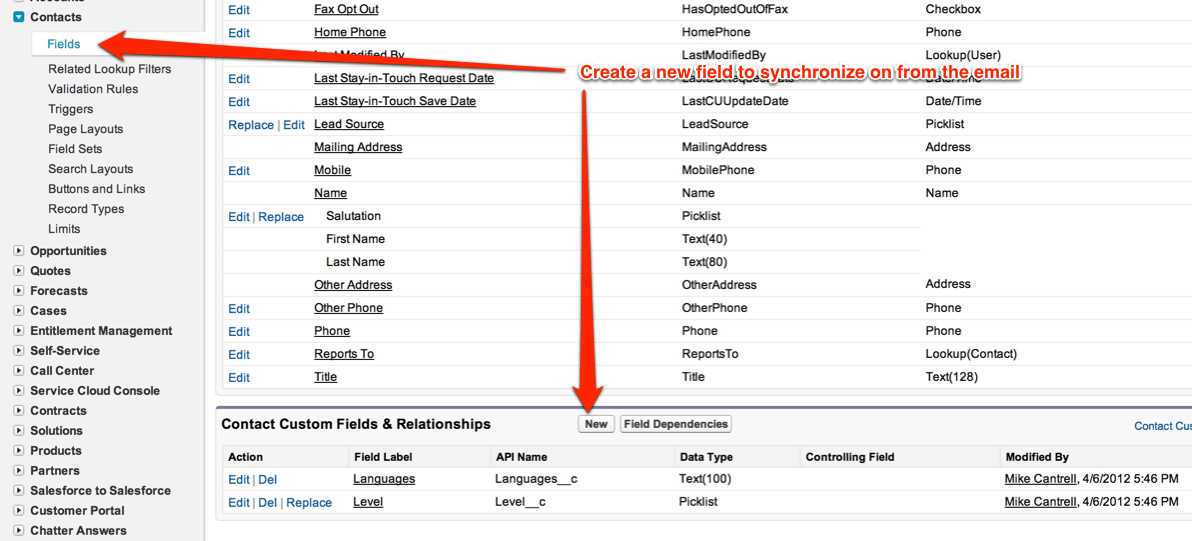 Accounts
Contacts
Fields
Related Lookup Filters
Validation Rules
Triggers
Page Layouts
Field Sets
Search Layouts
Buttons and Links
Record Types
Limits
Opportunities
Quotes
Forecasts
Cases
Entitlement Management
Self-Service
Call Center
Service Cloud Console
Contracts
Solutions
Products
Partners
Salesforce to Salesforce
Customer Portal
Chatter Answers
Create a new field to synchronize on from the email
Edit Fax Opt Out HasOptedOutOfFax Checkbox
Edit Home Phone HomePhone Phone
Last Modified By LastModifiedBy Lookup(User)
Edit Last Stay-in-Touch Request Date LastCURequestDate Date/Time
Edit Last Stay-in-Touch Save Date LastCUUpdateDate Date/Time
Replace | Edit Lead Source LeadSource Picklist
Mailing Address MailingAddress Address
Edit Mobile MobilePhone Phone
Name Name Name
Edit | Replace Salutation Picklist
First Name Text(40)
Last Name Text(80)
Other Address OtherAddress Address
Edit Other Phone OtherPhone Phone
Edit Phone Phone Phone
Edit Reports To ReportsTo Lookup(Contact)
Edit Title Title Text(128)
Contact Custom Fields & Relationships New Field Dependencies Contact Cus
Action Field Label API Name Data Type Controlling Field Modified By
Edit | Del Languages Languages__c Text(100) Mike Cantrell, 4/6/2012 5:46 PM
Edit | Del | Replace Level Level__c Picklist Mike Cantrell, 4/6/2012 5:46 PM